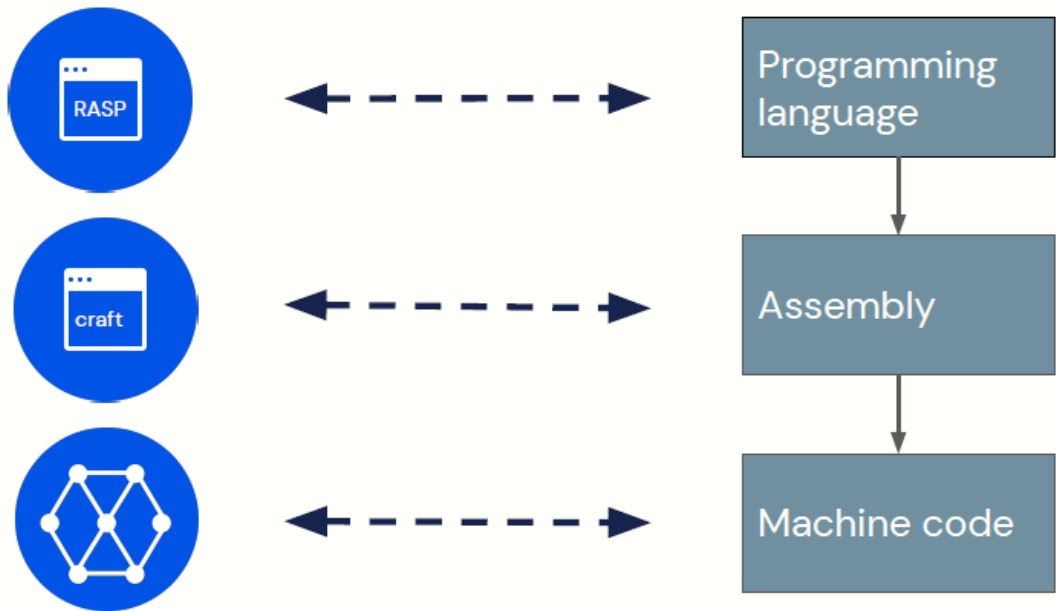 RASP
Programming
language
craft
Assembly
Machine code